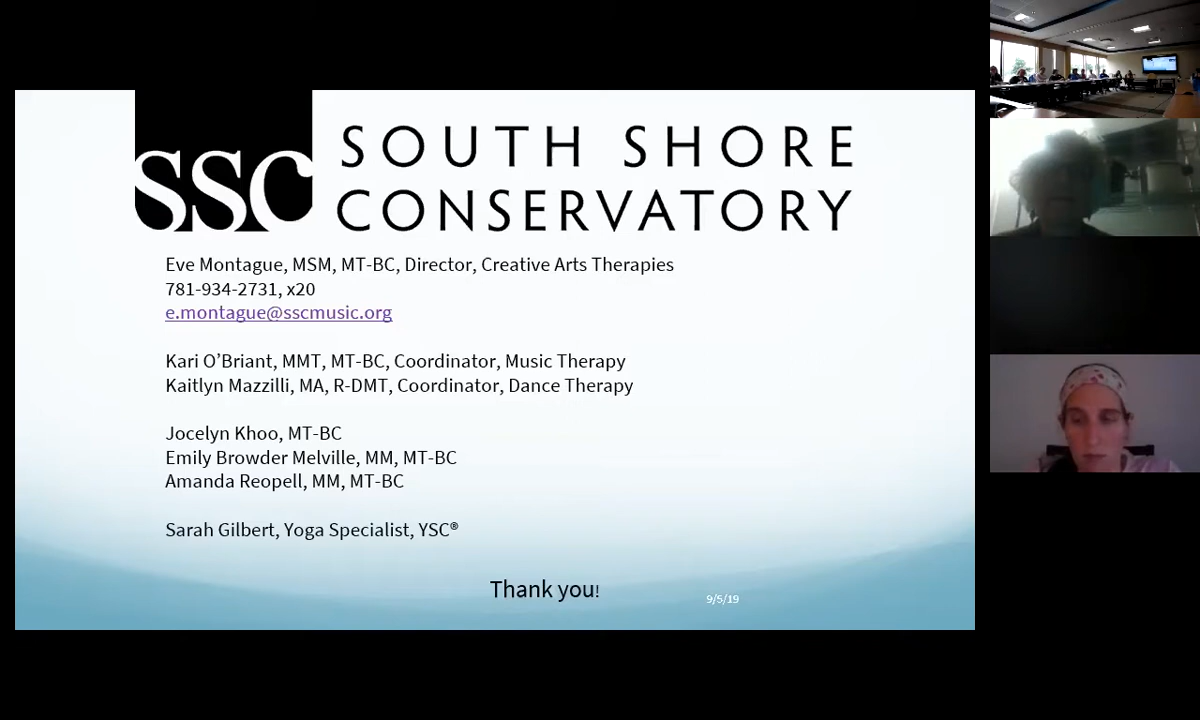 SSC
SOUTH SHORE
CONSERVATORY
Eve Montague, MSM, MT-BC, Director, Creative Arts Therapies
781-934-2731, x20
e.montague@sscmusic.org
Kari O’Briant, MMT, MT-BC, Coordinator, Music Therapy
Kaitlyn Mazzilli, MA, R-DMT, Coordinator, Dance Therapy
Jocelyn Khoo, MT-BC
Emily Browder Melville, MM, MT-BC
Amanda Reopell, MM, MT-BC
Sarah Gilbert, Yoga Specialist, YSC®
Thank you!
9/5/19